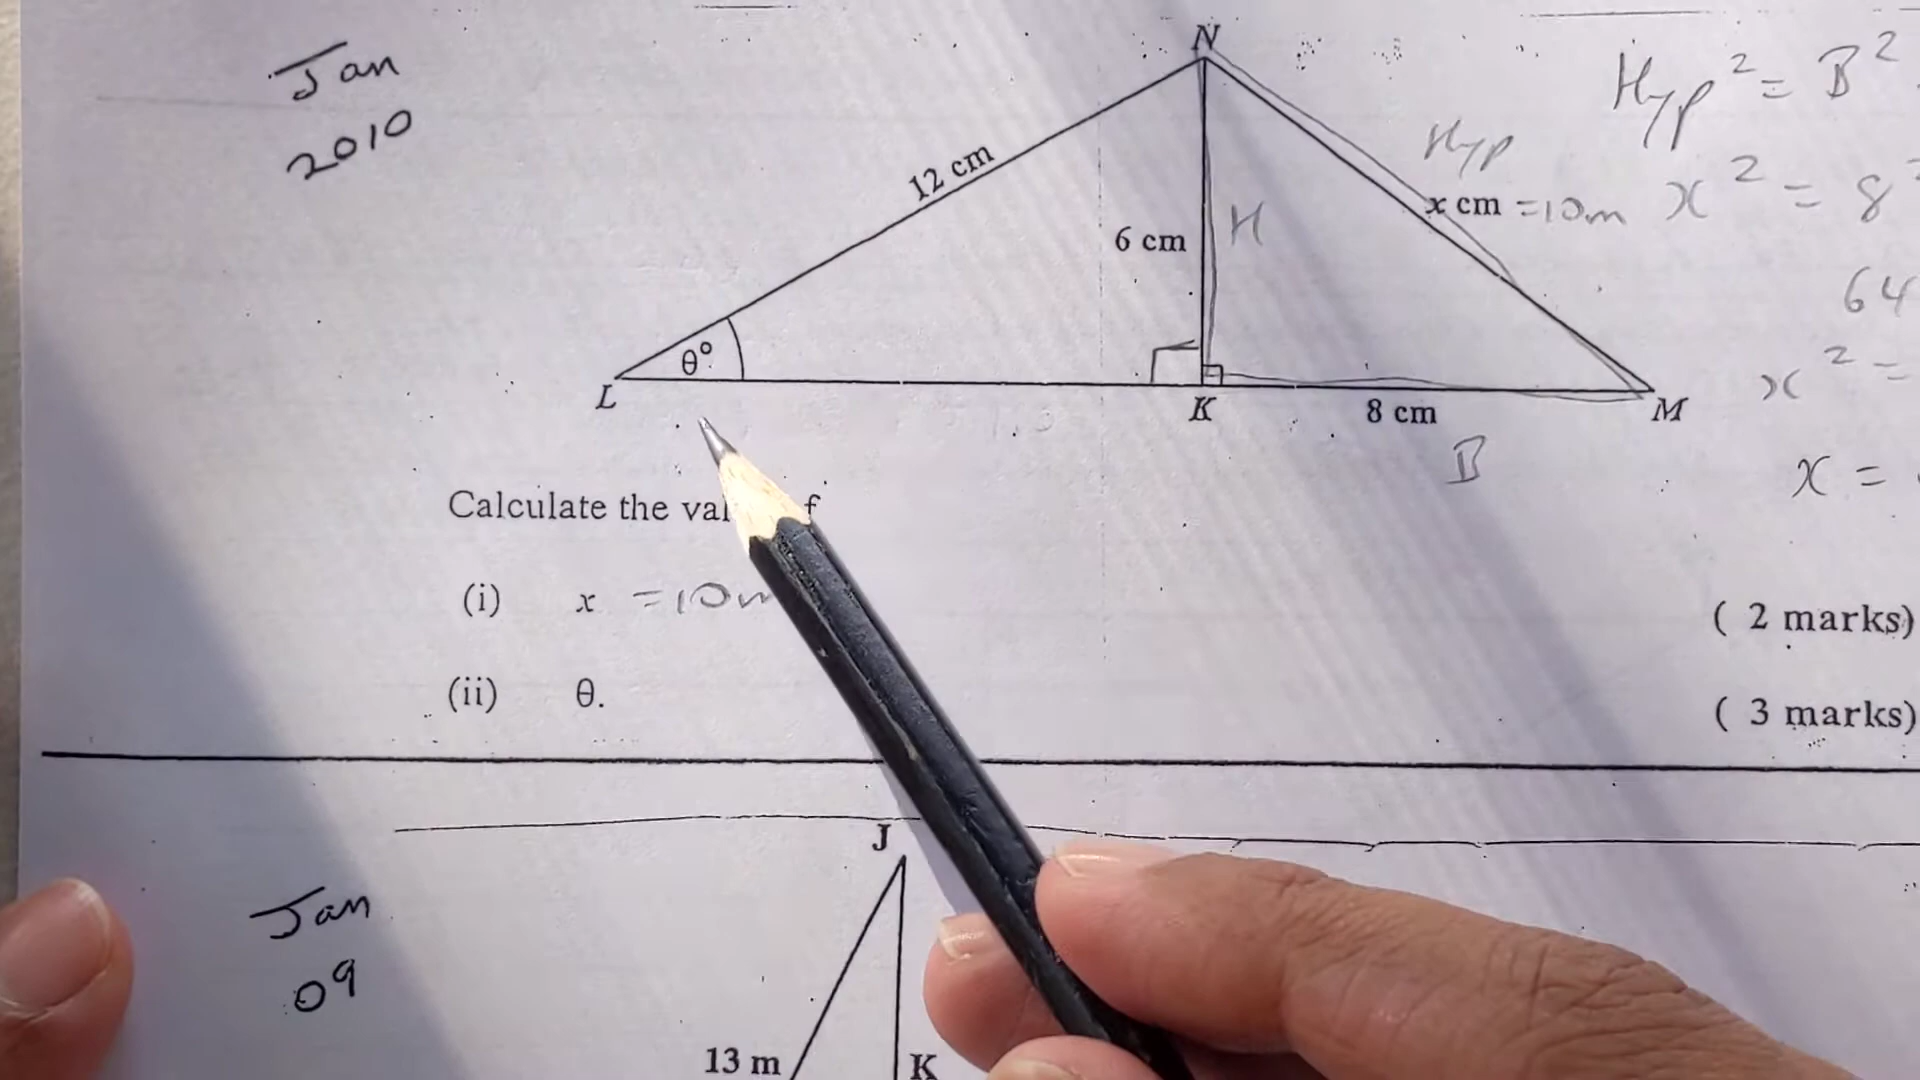 Jan
2010
N
Hyp² = B²
Hyp
12 cm
x cm = 10m
x² = 8²
6 cm
H
64
θ°
x² =
L
K
8 cm
M
B
x =
Calculate the val f
(i) x = 10m
( 2 marks)
(ii) θ.
( 3 marks)
J
Jan
09
13 m
K